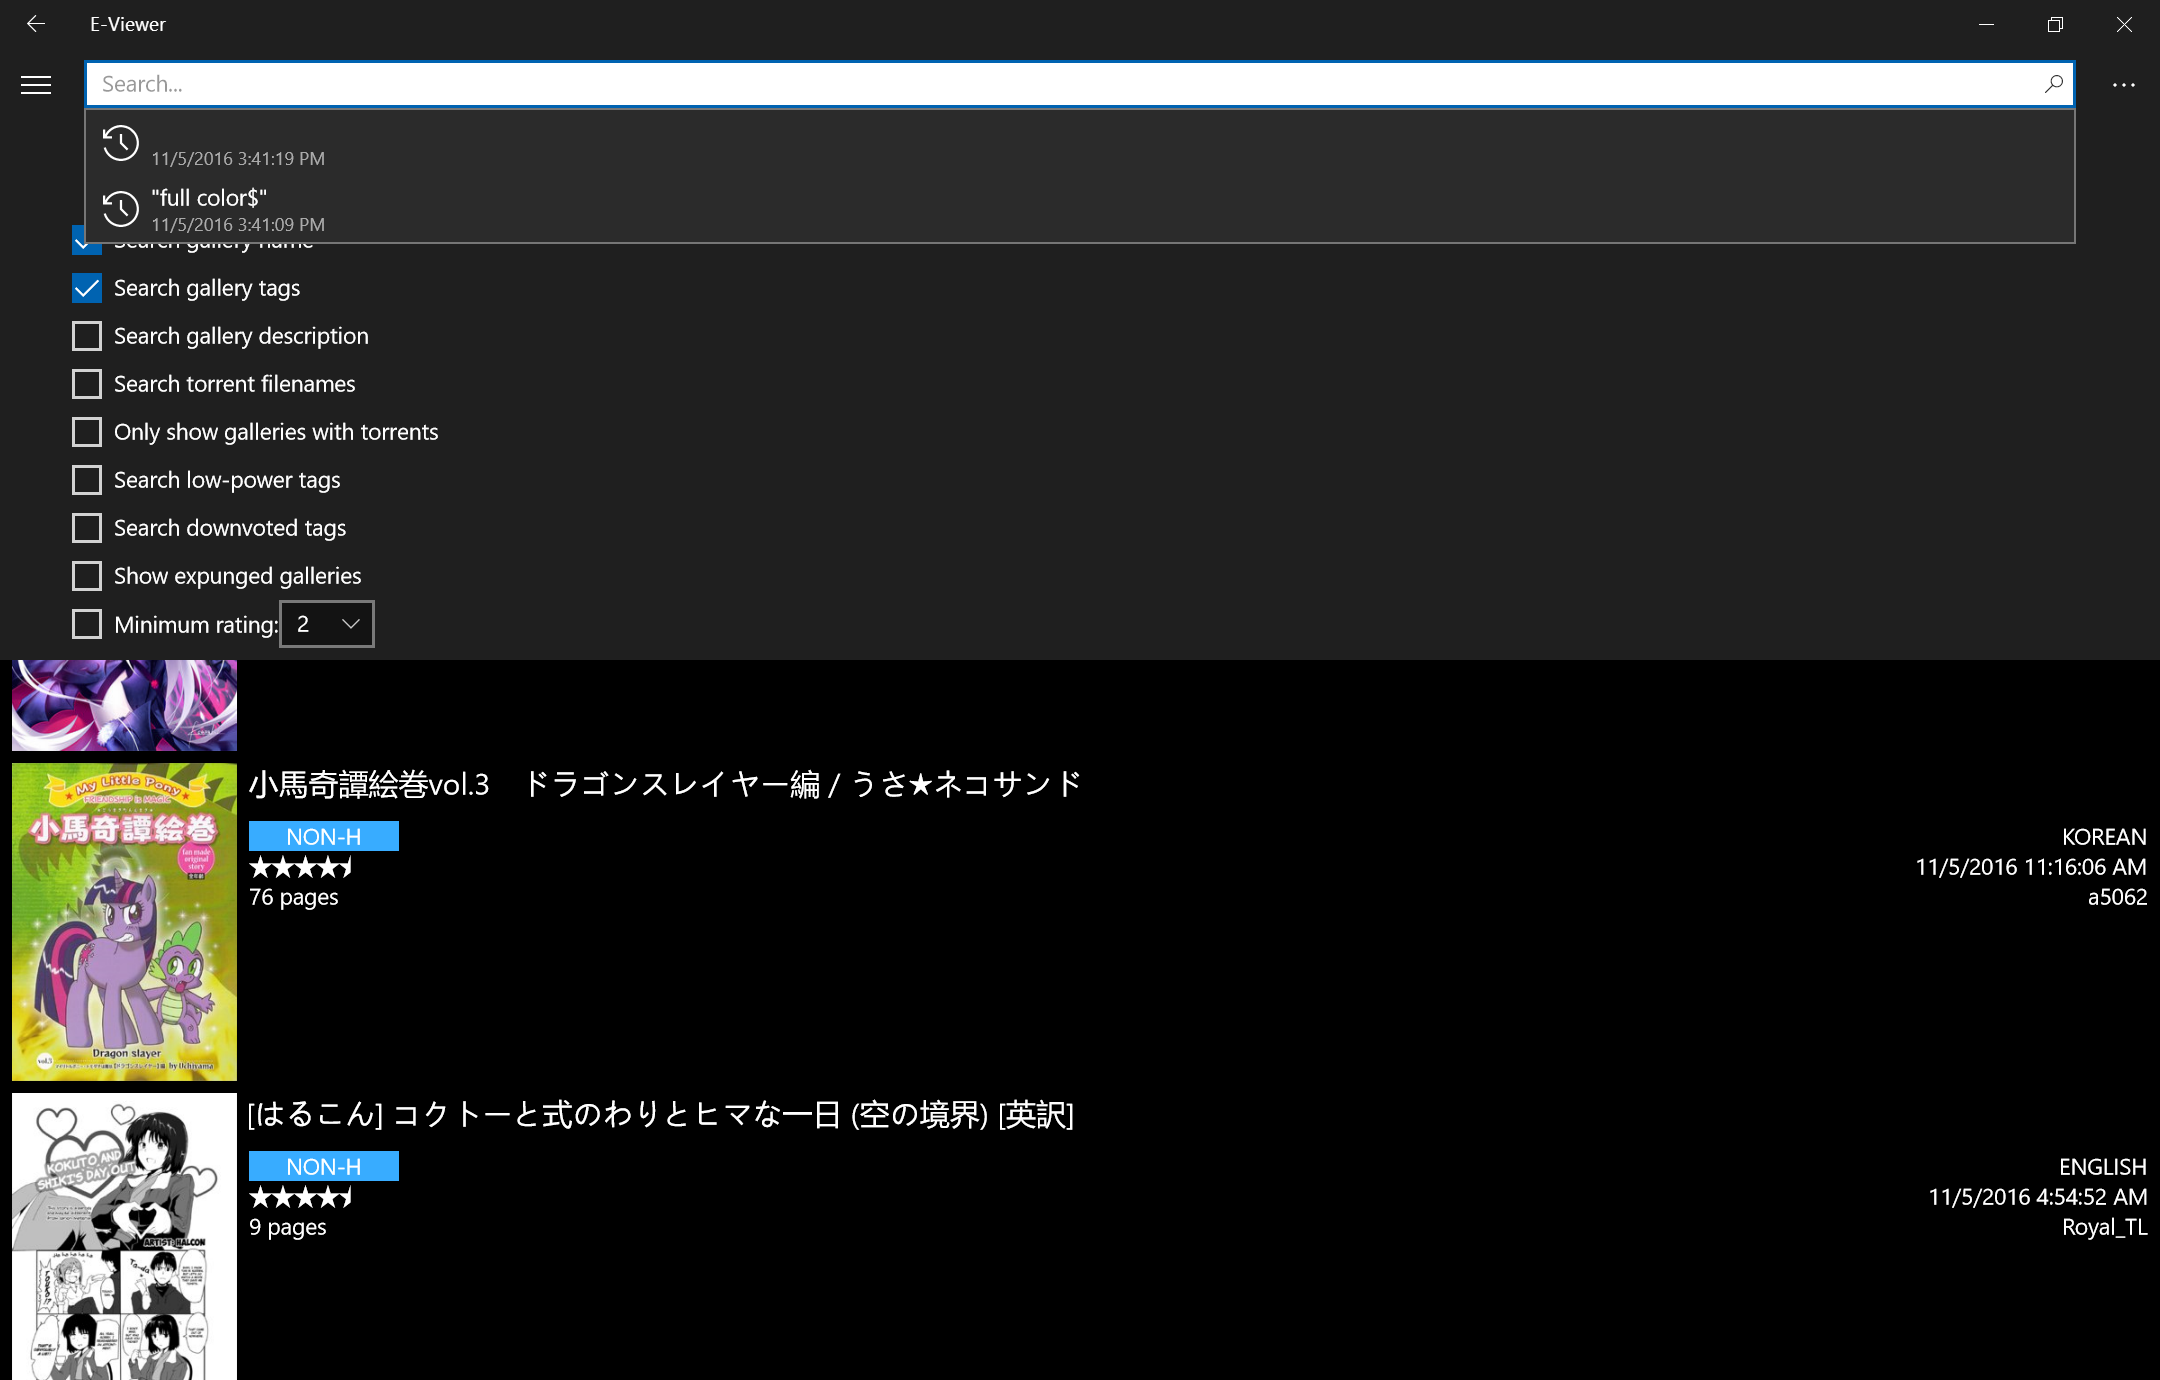 E-Viewer
Search...
11/5/2016 3:41:19 PM
"full color$"
11/5/2016 3:41:09 PM
Search gallery name
Search gallery tags
Search gallery description
Search torrent filenames
Only show galleries with torrents
Search low-power tags
Search downvoted tags
Show expunged galleries
Minimum rating: 2
小馬奇譚絵巻vol.3　ドラゴンスレイヤー編 / うさ★ネコサンド
NON-H
KOREAN
11/5/2016 11:16:06 AM
76 pages
a5062
My Little Pony
FRIENDSHIP is MAGIC
小馬奇譚絵巻
fan made
original
story
Dragon slayer
vol.3
by Uchiyama
[はるこん] コクトーと式のわりとヒマな一日 (空の境界) [英訳]
NON-H
ENGLISH
11/5/2016 4:54:52 AM
9 pages
Royal_TL
KOKUTO AND
SHIKI'S DAY OUT
ARTIST: HALCON